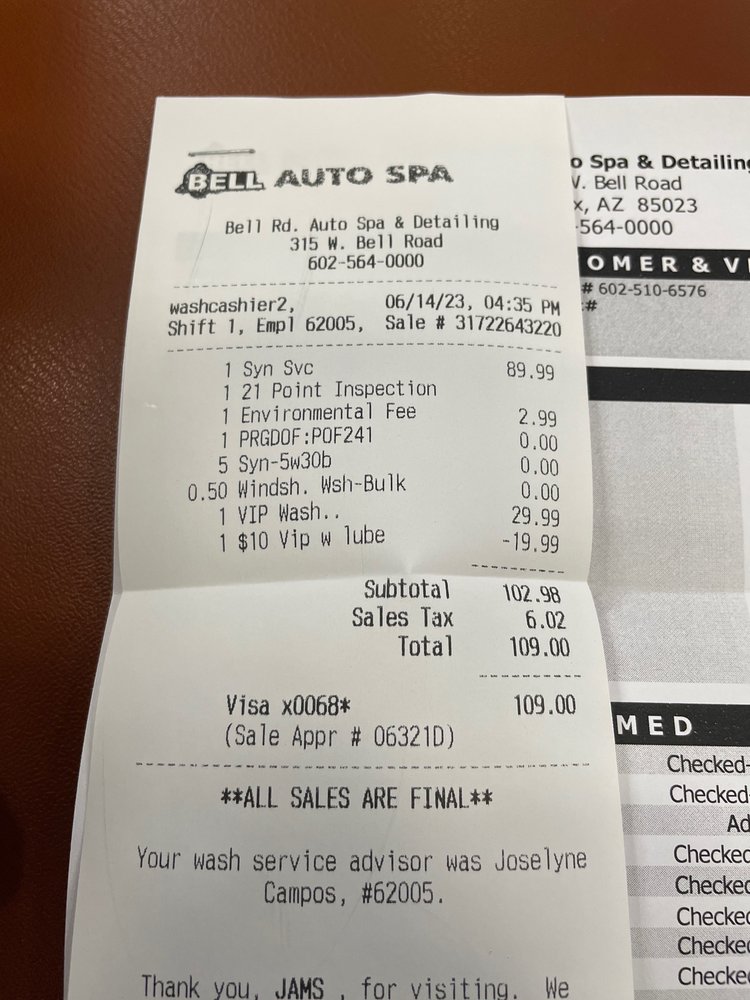 BELL AUTO SPA
Bell Rd. Auto Spa & Detailing
315 W. Bell Road
602-564-0000
washcashier2, 06/14/23, 04:35 PM
Shift 1, Empl 62005, Sale # 31722643220
1 Syn Svc 89.99
1 21 Point Inspection
1 Environmental Fee 2.99
1 PRGDOF:POF241 0.00
5 Syn-5w30b 0.00
0.50 Windsh. Wsh-Bulk 0.00
1 VIP Wash.. 29.99
1 $10 Vip w lube -19.99
Subtotal 102.98
Sales Tax 6.02
Total 109.00
Visa x0068* 109.00
(Sale Appr # 06321D)
**ALL SALES ARE FINAL**
Your wash service advisor was Joselyne
Campos, #62005.
Thank you, JAMS , for visiting. We
o Spa & Detailing
W. Bell Road
x, AZ 85023
-564-0000
OMER & V
# 602-510-6576
#
MED
Checked-
Checked-
Ad
Checked
Checked
Checked
Checked
Checked